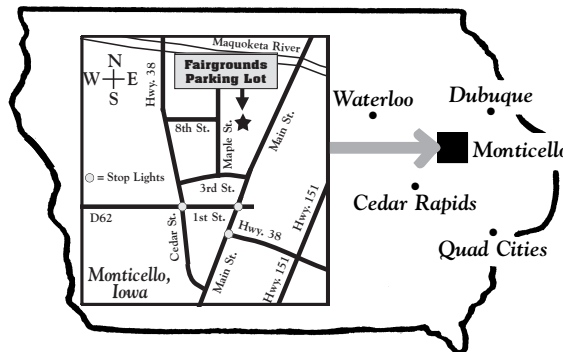 Maquoketa River
Fairgrounds
Parking Lot
N
W E
S
Hwy. 38
8th St.
Maple St.
Main St.
= Stop Lights
3rd St.
Hwy. 151
D62
1st St.
Cedar St.
Hwy. 38
Main St.
Hwy. 151
Monticello,
Iowa
Waterloo
Dubuque
Monticello
Cedar Rapids
Quad Cities